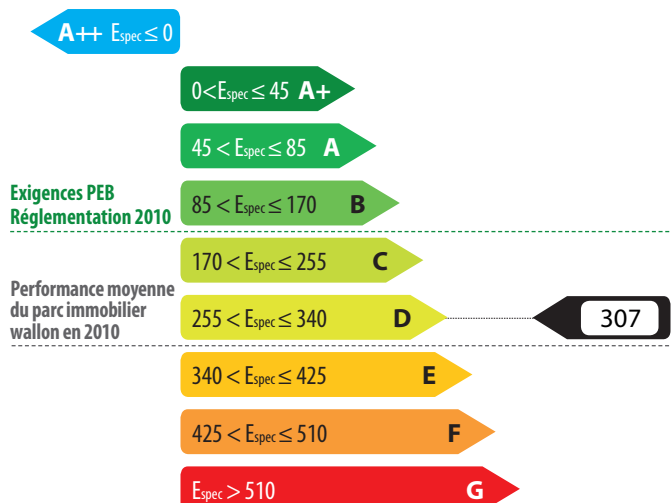 A++ Espec ≤ 0
0<Espec ≤ 45 A+
45 < Espec ≤ 85 A
Exigences PEB
Réglementation 2010
85 < Espec ≤ 170 B
170 < Espec ≤ 255 C
Performance moyenne
du parc immobilier
wallon en 2010
255 < Espec ≤ 340 D
307
340 < Espec ≤ 425 E
425 < Espec ≤ 510 F
Espec > 510 G